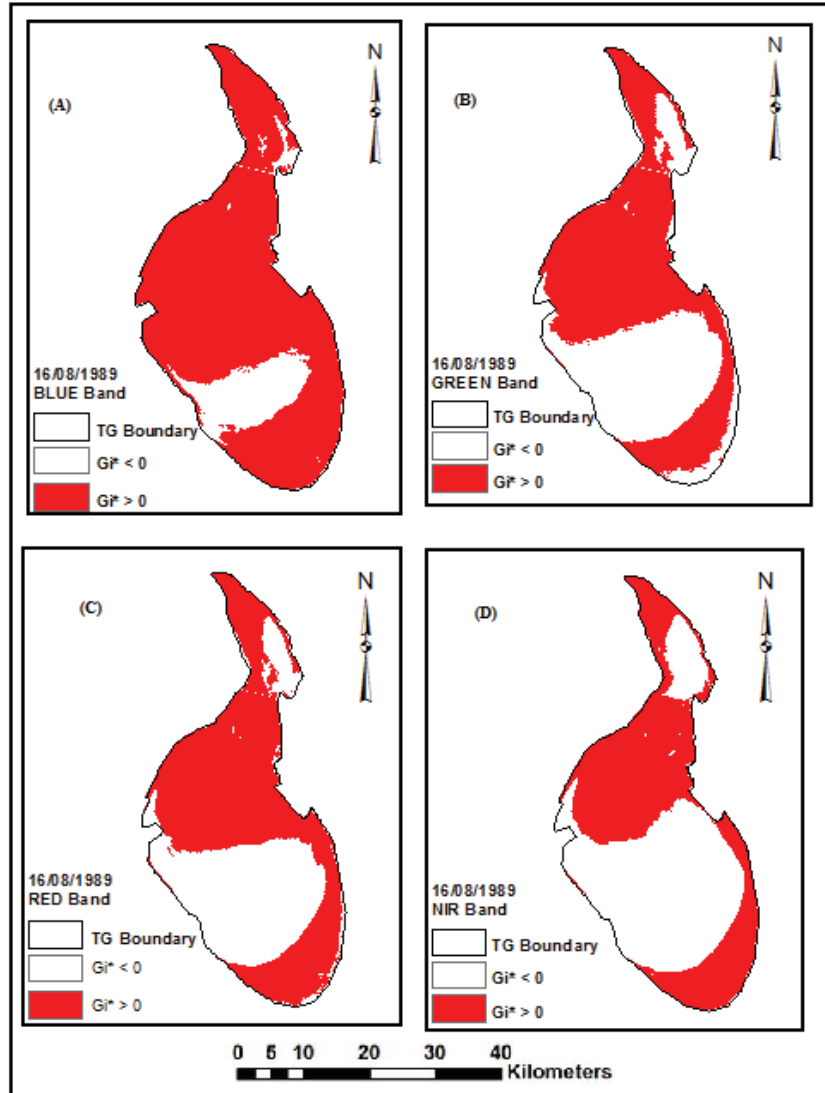 N
(A)
16/08/1989
BLUE Band
TG Boundary
Gi* < 0
Gi* > 0
N
(B)
16/08/1989
GREEN Band
TG Boundary
Gi* < 0
Gi* > 0
N
(C)
16/08/1989
RED Band
TG Boundary
Gi* < 0
Gi* > 0
N
(D)
16/08/1989
NIR Band
TG Boundary
Gi* < 0
Gi* > 0
0 5 10 20 30 40
Kilometers